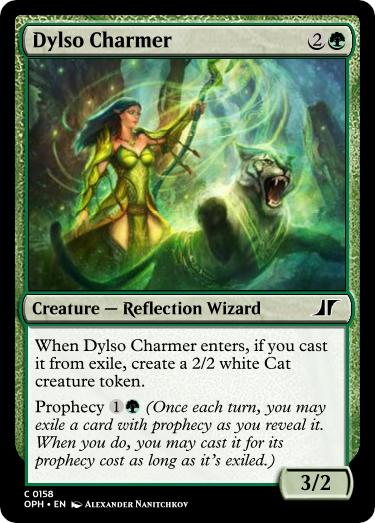 Dylso Charmer 2
Creature — Reflection Wizard
When Dylso Charmer enters, if you cast
it from exile, create a 2/2 white Cat
creature token.
Prophecy 1 (Once each turn, you may
exile a card with prophecy as you reveal it.
When you do, you may cast it for its
prophecy cost as long as it's exiled.)
3/2
C 0158
OPH • EN Alexander Nanitchkov